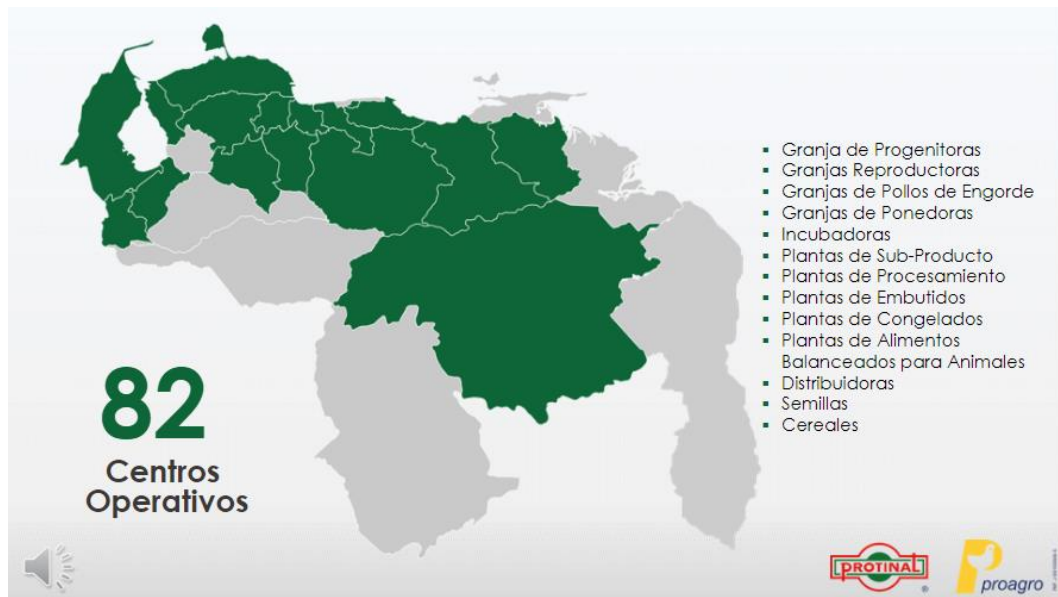 82
Centros
Operativos
Granja de Progenitoras
Granjas Reproductoras
Granjas de Pollos de Engorde
Granjas de Ponedoras
Incubadoras
Plantas de Sub-Producto
Plantas de Procesamiento
Plantas de Embutidos
Plantas de Congelados
Plantas de Alimentos
Balanceados para Animales
Distribuidoras
Semillas
Cereales
PROTINAL
®
proagro